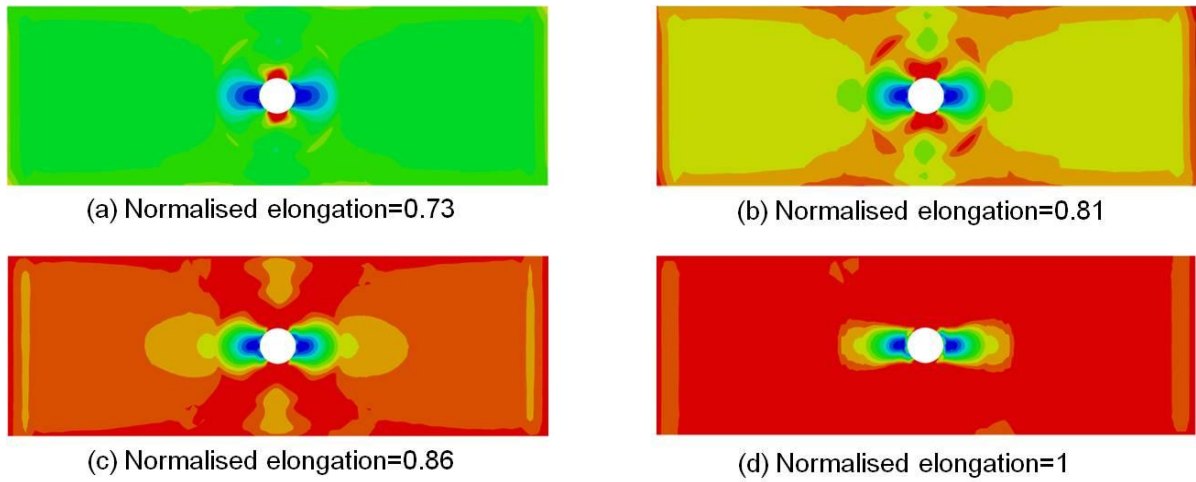 (a) Normalised elongation=0.73
(b) Normalised elongation=0.81
(c) Normalised elongation=0.86
(d) Normalised elongation=1